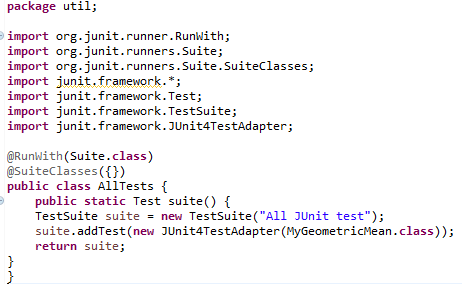 package util;
import org.junit.runner.RunWith;
import org.junit.runners.Suite;
import org.junit.runners.Suite.SuiteClasses;
import junit.framework.*;
import junit.framework.Test;
import junit.framework.TestSuite;
import junit.framework.JUnit4TestAdapter;
@RunWith(Suite.class)
@SuiteClasses({})
public class AllTests {
public static Test suite() {
TestSuite suite = new TestSuite("All JUnit test");
suite.addTest(new JUnit4TestAdapter(MyGeometricMean.class));
return suite;
}
}